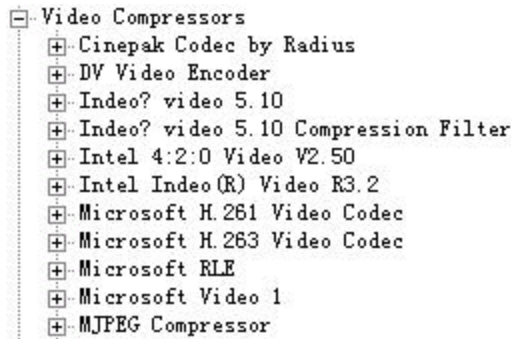 Video Compressors
Cinepak Codec by Radius
DV Video Encoder
Indeo? video 5.10
Indeo? video 5.10 Compression Filter
Intel 4:2:0 Video V2.50
Intel Indeo(R) Video R3.2
Microsoft H.261 Video Codec
Microsoft H.263 Video Codec
Microsoft RLE
Microsoft Video 1
MJPEG Compressor